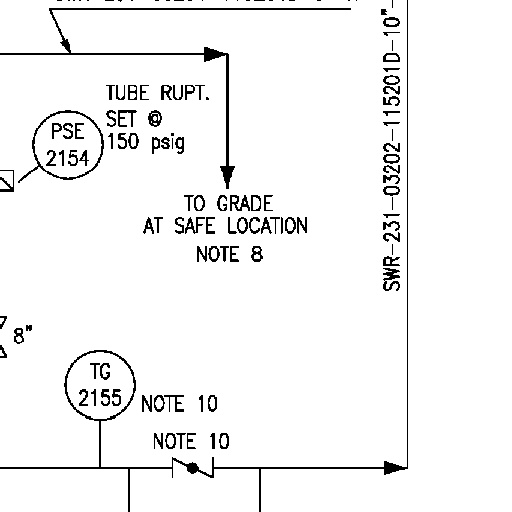 TUBE RUPT.
SET @
150 psig
PSE
2154
TO GRADE
AT SAFE LOCATION
NOTE 8
SWR-231-03202-115201D-10"-
8"
TG
2155
NOTE 10
NOTE 10